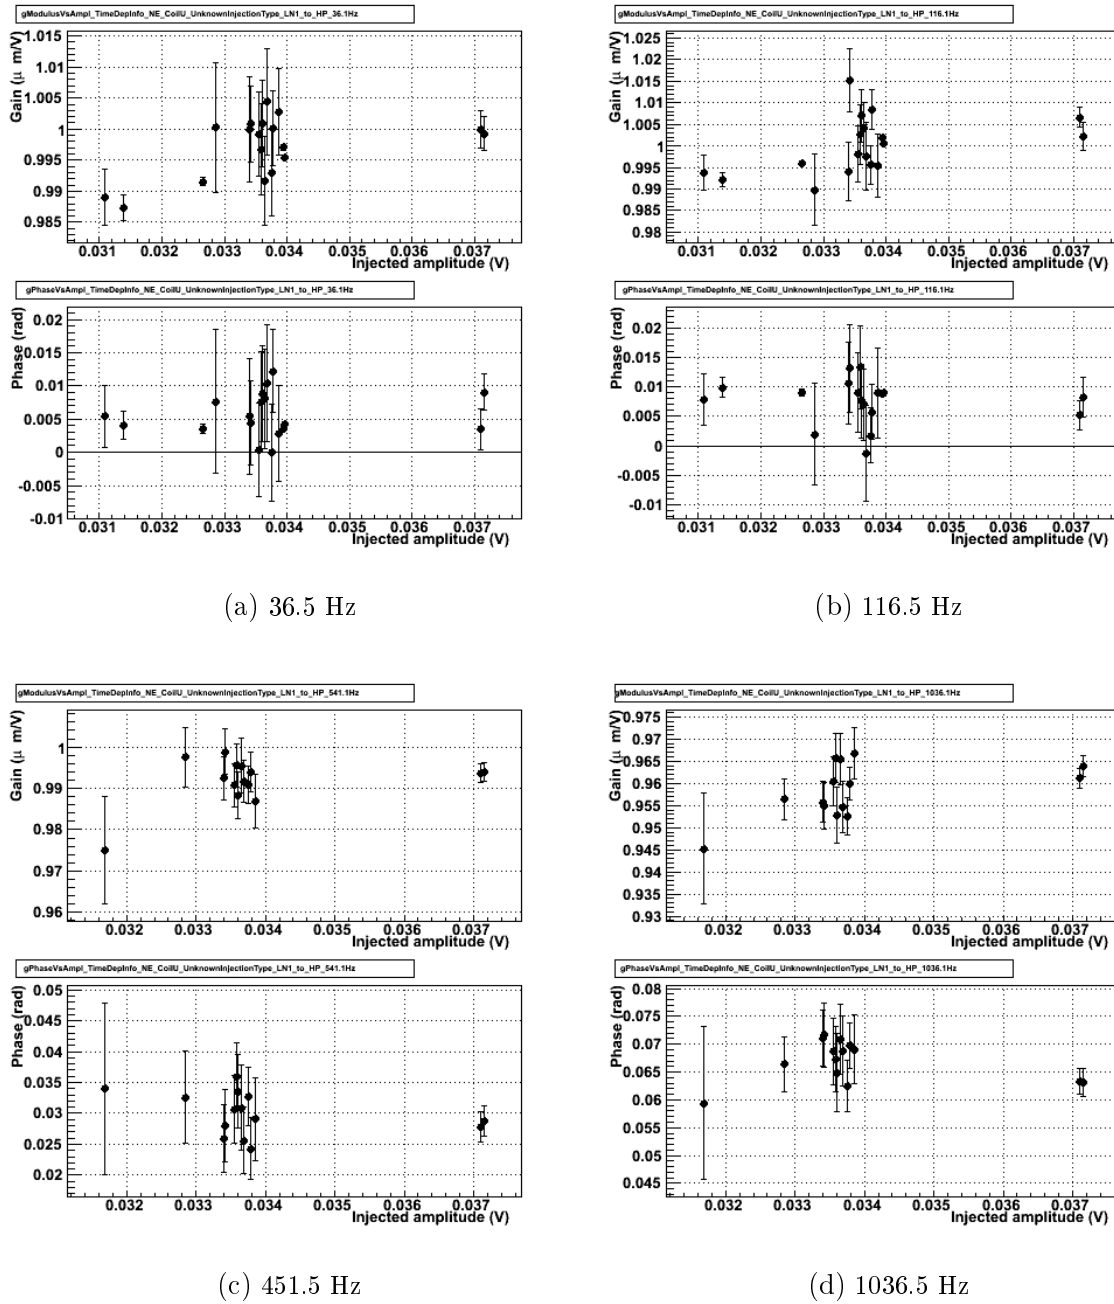 gModulusVsAmpl_TimeDepInfo_NE_CoilU_UnknownInjectionType_LN1_to_HP_36.1Hz
Gain (μ m/V)
1.015
1.01
1.005
1
0.995
0.99
0.985
0.031 0.032 0.033 0.034 0.035 0.036 0.037
Injected amplitude (V)
gPhaseVsAmpl_TimeDepInfo_NE_CoilU_UnknownInjectionType_LN1_to_HP_36.1Hz
Phase (rad)
0.02
0.015
0.01
0.005
0
-0.005
-0.01
0.031 0.032 0.033 0.034 0.035 0.036 0.037
Injected amplitude (V)
(a) 36.5 Hz
gModulusVsAmpl_TimeDepInfo_NE_CoilU_UnknownInjectionType_LN1_to_HP_116.1Hz
Gain (μ m/V)
1.025
1.02
1.015
1.01
1.005
1
0.995
0.99
0.985
0.98
0.031 0.032 0.033 0.034 0.035 0.036 0.037
Injected amplitude (V)
gPhaseVsAmpl_TimeDepInfo_NE_CoilU_UnknownInjectionType_LN1_to_HP_116.1Hz
Phase (rad)
0.02
0.015
0.01
0.005
0
-0.005
-0.01
0.031 0.032 0.033 0.034 0.035 0.036 0.037
Injected amplitude (V)
(b) 116.5 Hz
gModulusVsAmpl_TimeDepInfo_NE_CoilU_UnknownInjectionType_LN1_to_HP_541.1Hz
Gain (μ m/V)
1
0.99
0.98
0.97
0.96
0.032 0.033 0.034 0.035 0.036 0.037
Injected amplitude (V)
gPhaseVsAmpl_TimeDepInfo_NE_CoilU_UnknownInjectionType_LN1_to_HP_541.1Hz
Phase (rad)
0.05
0.045
0.04
0.035
0.03
0.025
0.02
0.032 0.033 0.034 0.035 0.036 0.037
Injected amplitude (V)
(c) 451.5 Hz
gModulusVsAmpl_TimeDepInfo_NE_CoilU_UnknownInjectionType_LN1_to_HP_1036.1Hz
Gain (μ m/V)
0.975
0.97
0.965
0.96
0.955
0.95
0.945
0.94
0.935
0.93
0.032 0.033 0.034 0.035 0.036 0.037
Injected amplitude (V)
gPhaseVsAmpl_TimeDepInfo_NE_CoilU_UnknownInjectionType_LN1_to_HP_1036.1Hz
Phase (rad)
0.08
0.075
0.07
0.065
0.06
0.055
0.05
0.045
0.032 0.033 0.034 0.035 0.036 0.037
Injected amplitude (V)
(d) 1036.5 Hz